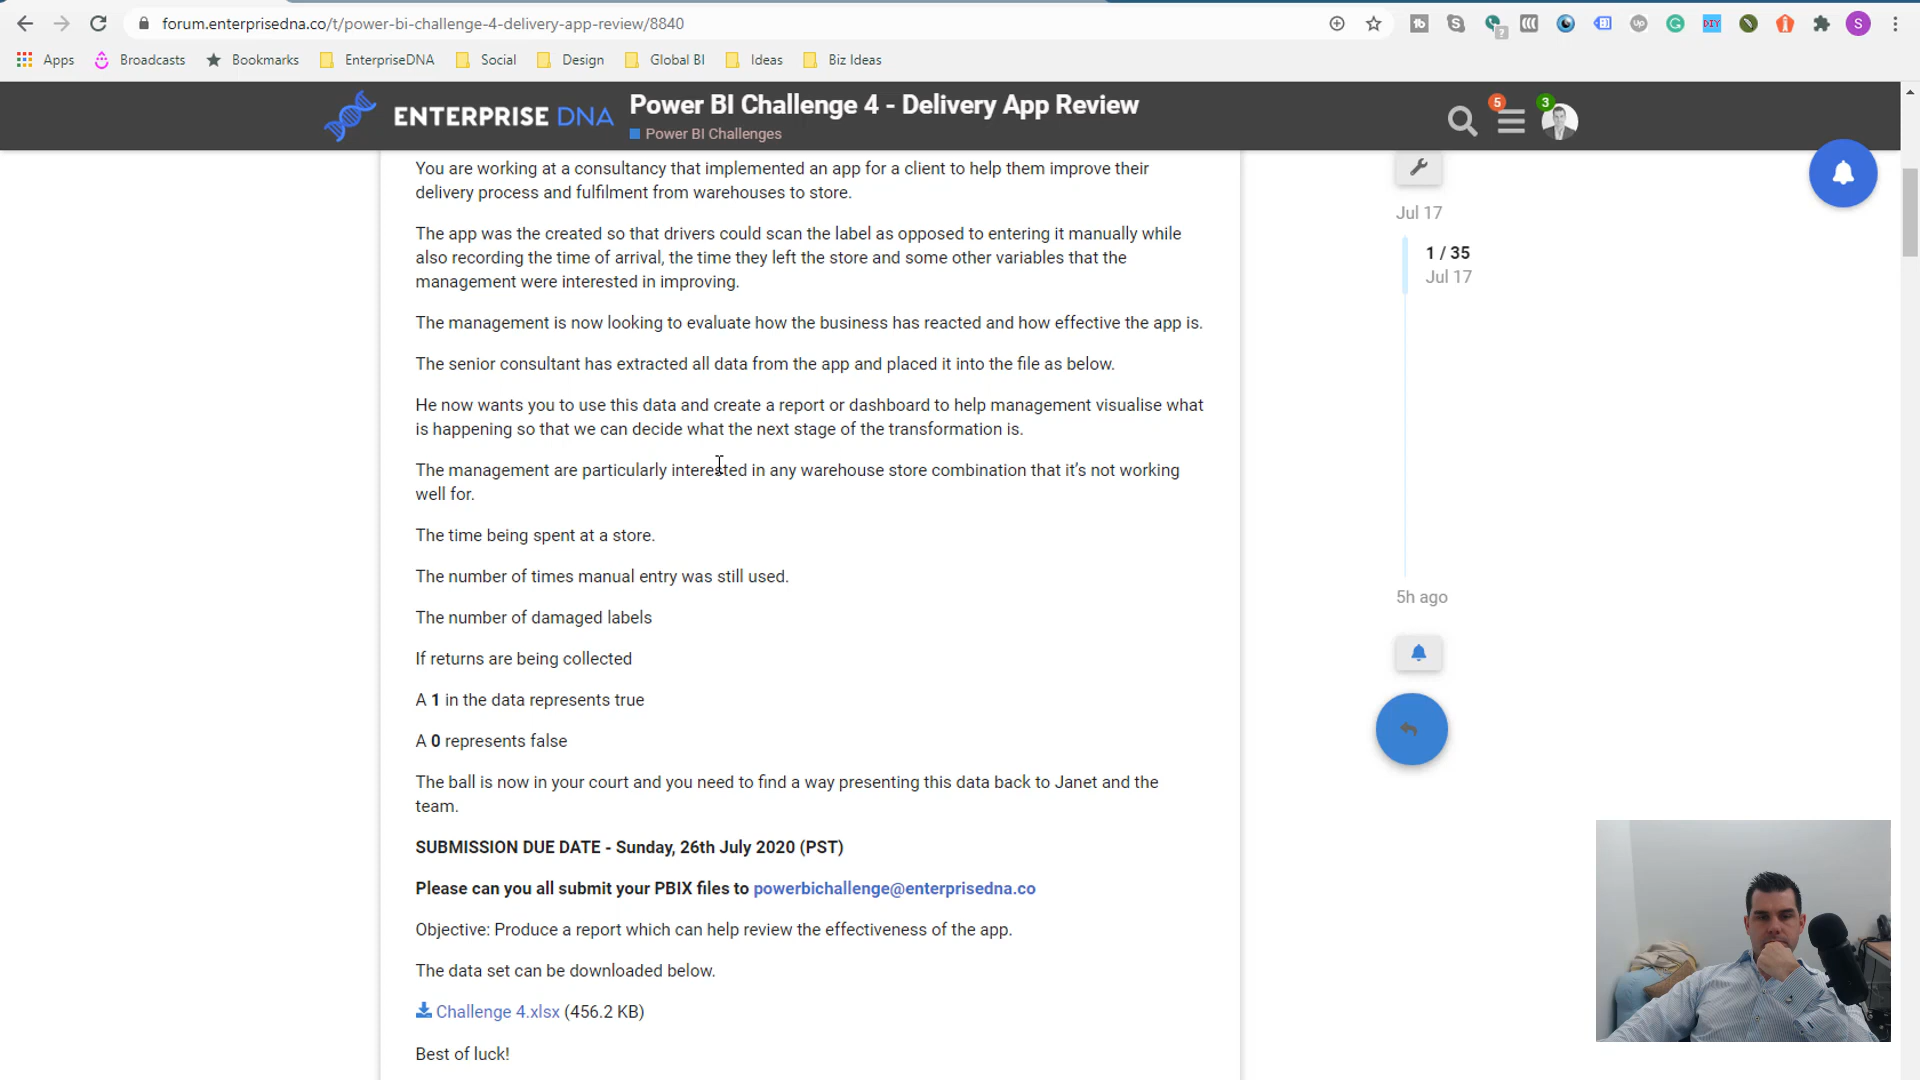 forum.enterprisedna.co/t/power-bi-challenge-4-delivery-app-review/8840
Apps Broadcasts Bookmarks EnterpriseDNA Social Design Global BI Ideas Biz Ideas
ENTERPRISE DNA
Power BI Challenge 4 - Delivery App Review
Power BI Challenges
5
3
S
You are working at a consultancy that implemented an app for a client to help them improve their
delivery process and fulfilment from warehouses to store.
The app was the created so that drivers could scan the label as opposed to entering it manually while
also recording the time of arrival, the time they left the store and some other variables that the
management were interested in improving.
The management is now looking to evaluate how the business has reacted and how effective the app is.
The senior consultant has extracted all data from the app and placed it into the file as below.
He now wants you to use this data and create a report or dashboard to help management visualise what
is happening so that we can decide what the next stage of the transformation is.
The management are particularly interested in any warehouse store combination that it's not working
well for.
The time being spent at a store.
The number of times manual entry was still used.
The number of damaged labels
If returns are being collected
A 1 in the data represents true
A 0 represents false
The ball is now in your court and you need to find a way presenting this data back to Janet and the
team.
SUBMISSION DUE DATE - Sunday, 26th July 2020 (PST)
Please can you all submit your PBIX files to powerbichallenge@enterprisedna.co
Objective: Produce a report which can help review the effectiveness of the app.
The data set can be downloaded below.
Challenge 4.xlsx (456.2 KB)
Best of luck!
Jul 17
1 / 35
Jul 17
5h ago